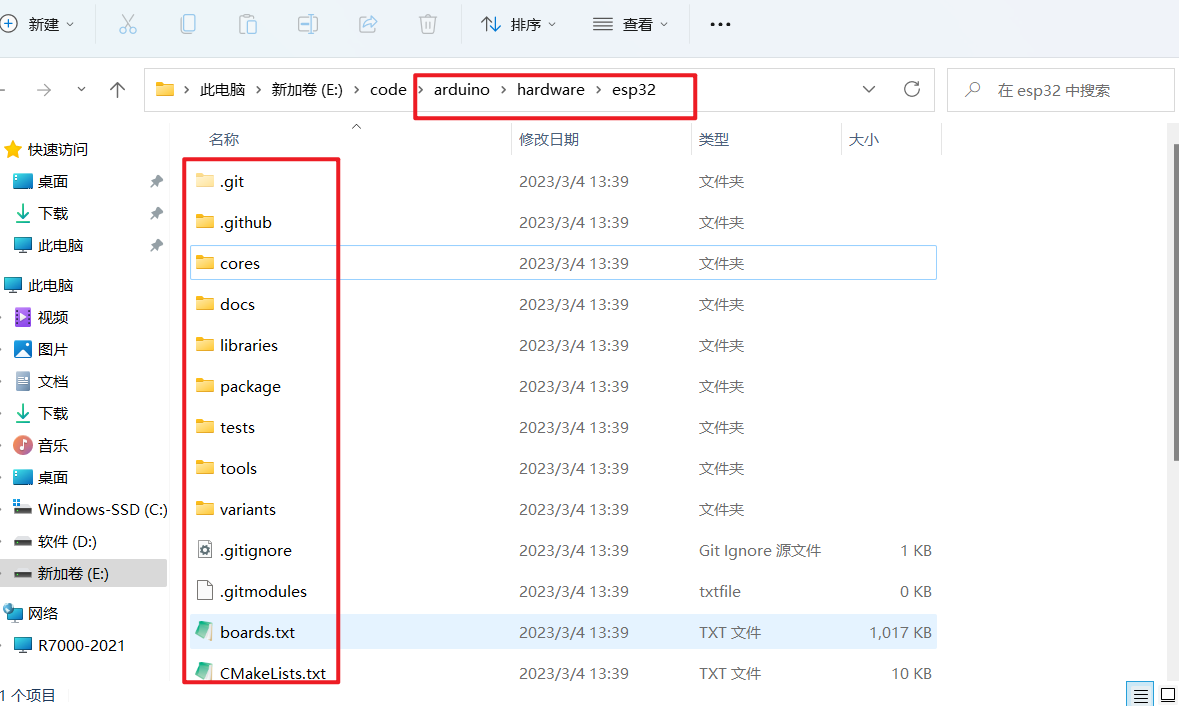 新建 排序 查看
此电脑 新加卷 (E:) code arduino hardware esp32 在 esp32 中搜索
名称 修改日期 类型 大小
快速访问
桌面
下载
此电脑
此电脑
视频
图片
文档
下载
音乐
桌面
Windows-SSD (C:)
软件 (D:)
新加卷 (E:)
网络
R7000-2021
.git 2023/3/4 13:39 文件夹
.github 2023/3/4 13:39 文件夹
cores 2023/3/4 13:39 文件夹
docs 2023/3/4 13:39 文件夹
libraries 2023/3/4 13:39 文件夹
package 2023/3/4 13:39 文件夹
tests 2023/3/4 13:39 文件夹
tools 2023/3/4 13:39 文件夹
variants 2023/3/4 13:39 文件夹
.gitignore 2023/3/4 13:39 Git Ignore 源文件 1 KB
.gitmodules 2023/3/4 13:39 txtfile 0 KB
boards.txt 2023/3/4 13:39 TXT 文件 1,017 KB
CMakeLists.txt 2023/3/4 13:39 TXT 文件 10 KB
1 个项目